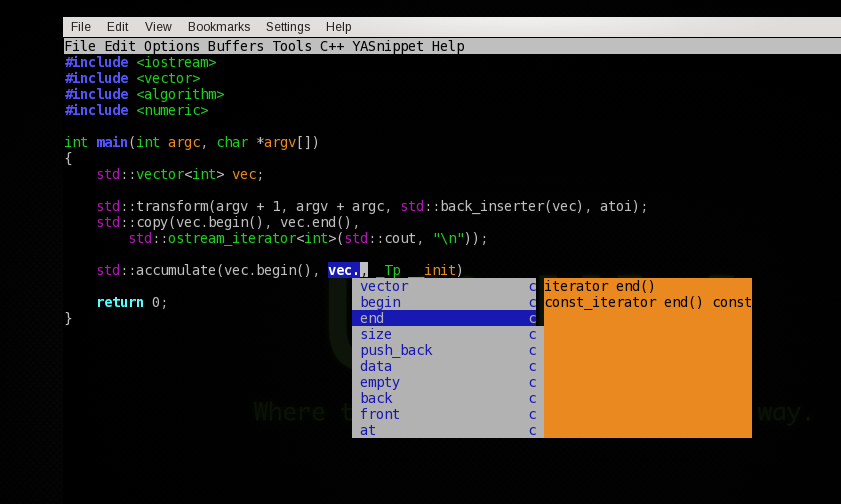 File Edit View Bookmarks Settings Help
File Edit Options Buffers Tools C++ YASnippet Help
#include <iostream>
#include <vector>
#include <algorithm>
#include <numeric>
int main(int argc, char *argv[])
{
    std::vector<int> vec;
    std::transform(argv + 1, argv + argc, std::back_inserter(vec), atoi);
    std::copy(vec.begin(), vec.end(),
        std::ostream_iterator<int>(std::cout, "\n"));
    std::accumulate(vec.begin(), vec., _Tp __init)
vector c iterator end()
    return 0;
begin c const_iterator end() const
}
end c
size c
push_back c
data c
empty c
back c
front c
at c
Where t way.